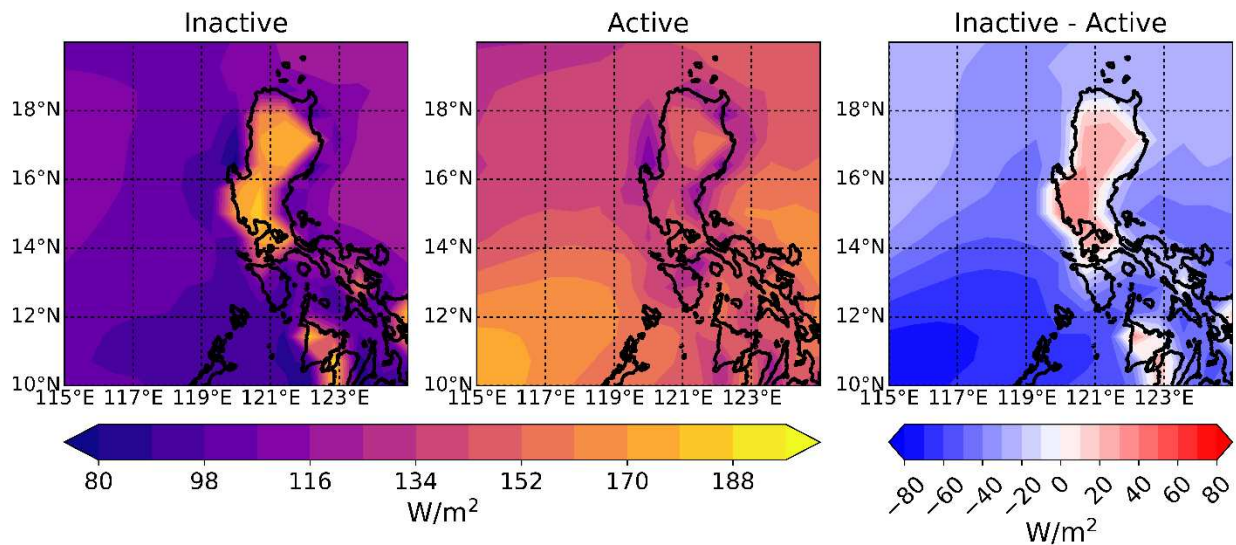 Inactive
Active
Inactive - Active
18°N
16°N
14°N
12°N
10°N
115°E 117°E 119°E 121°E 123°E
18°N
16°N
14°N
12°N
10°N
115°E 117°E 119°E 121°E 123°E
18°N
16°N
14°N
12°N
10°N
115°E 117°E 119°E 121°E 123°E
80 98 116 134 152 170 188
W/m²
−80 −60 −40 −20 0 20 40 60 80
W/m²